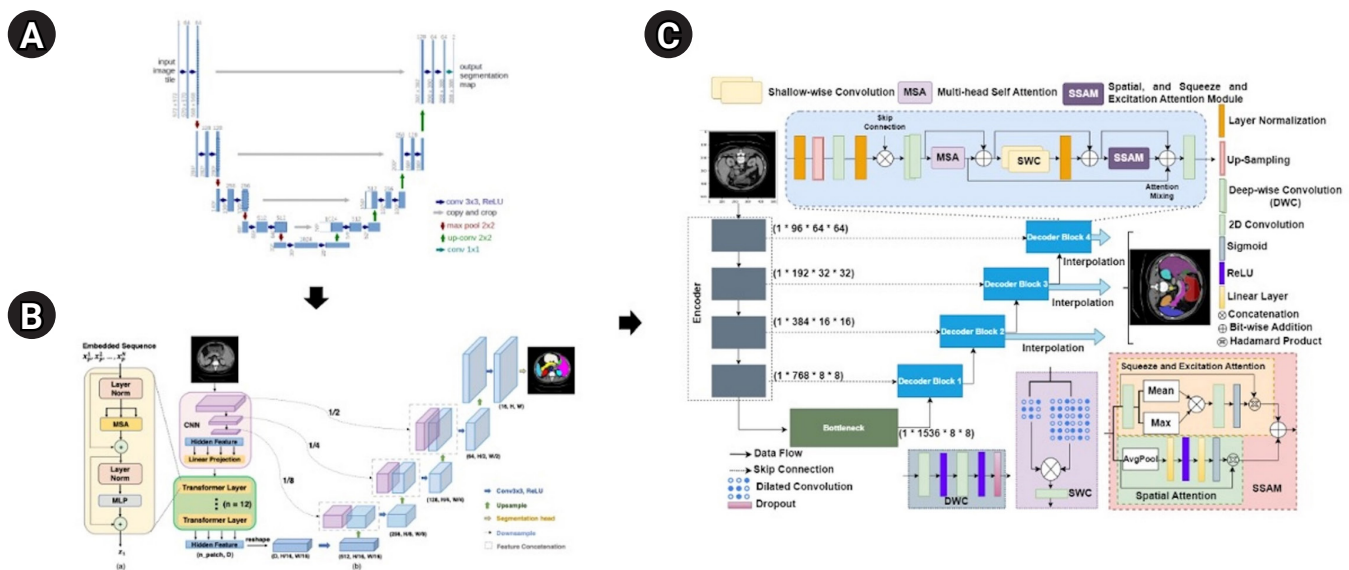 A
input
image
tile
output
segmentation
map
conv 3x3, ReLU
copy and crop
max pool 2x2
up-conv 2x2
conv 1x1
B
Embedded Sequence
Layer
Norm
MSA
Layer
Norm
MLP
(a)
CNN
Hidden Feature
Linear Projection
Transformer Layer
(n = 12)
Transformer Layer
Hidden Feature
(n_patch, D)
reshape
(D, H/16, W/16)
(512, H/16, W/16)
1/2
1/4
1/8
(256, H/8, W/8)
(128, H/4, W/4)
(64, H/2, W/2)
(16, H, W)
Conv3x3, ReLU
Upsample
Segmentation head
Downsample
Feature Concatenation
(b)
C
Shallow-wise Convolution
MSA
Multi-head Self Attention
SSAM
Spatial, and Squeeze and
Excitation Attention Module
Skip
Connection
MSA
SWC
SSAM
Attention
Mixing
Layer Normalization
Up-Sampling
Deep-wise Convolution
(DWC)
2D Convolution
Sigmoid
ReLU
Linear Layer
Concatenation
Bit-wise Addition
Hadamard Product
Encoder
(1 * 96 * 64 * 64)
(1 * 192 * 32 * 32)
(1 * 384 * 16 * 16)
(1 * 768 * 8 * 8)
Decoder Block 4
Interpolation
Decoder Block 3
Interpolation
Decoder Block 2
Interpolation
Decoder Block 1
Bottleneck
(1 * 1536 * 8 * 8)
Data Flow
Skip Connection
Dilated Convolution
Dropout
DWC
SWC
Squeeze and Excitation Attention
Mean
Max
AvgPool
Spatial Attention
SSAM